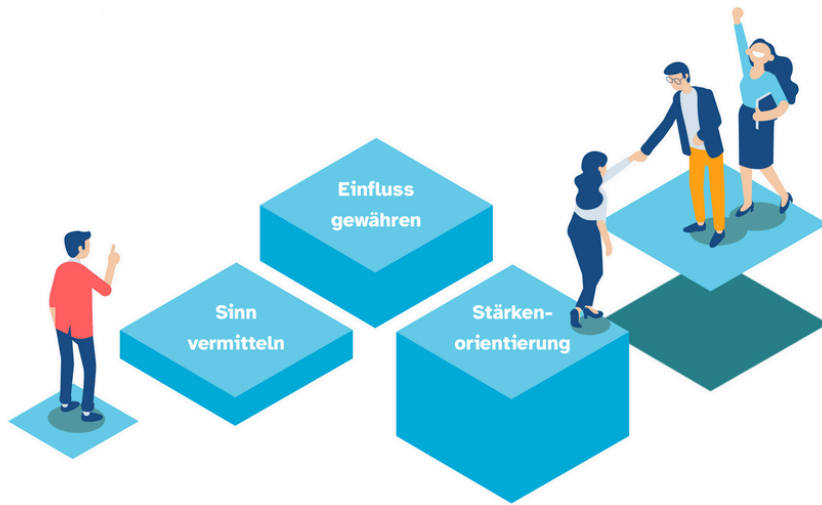 Einfluss
gewähren
Sinn
vermitteln
Stärken-
orientierung